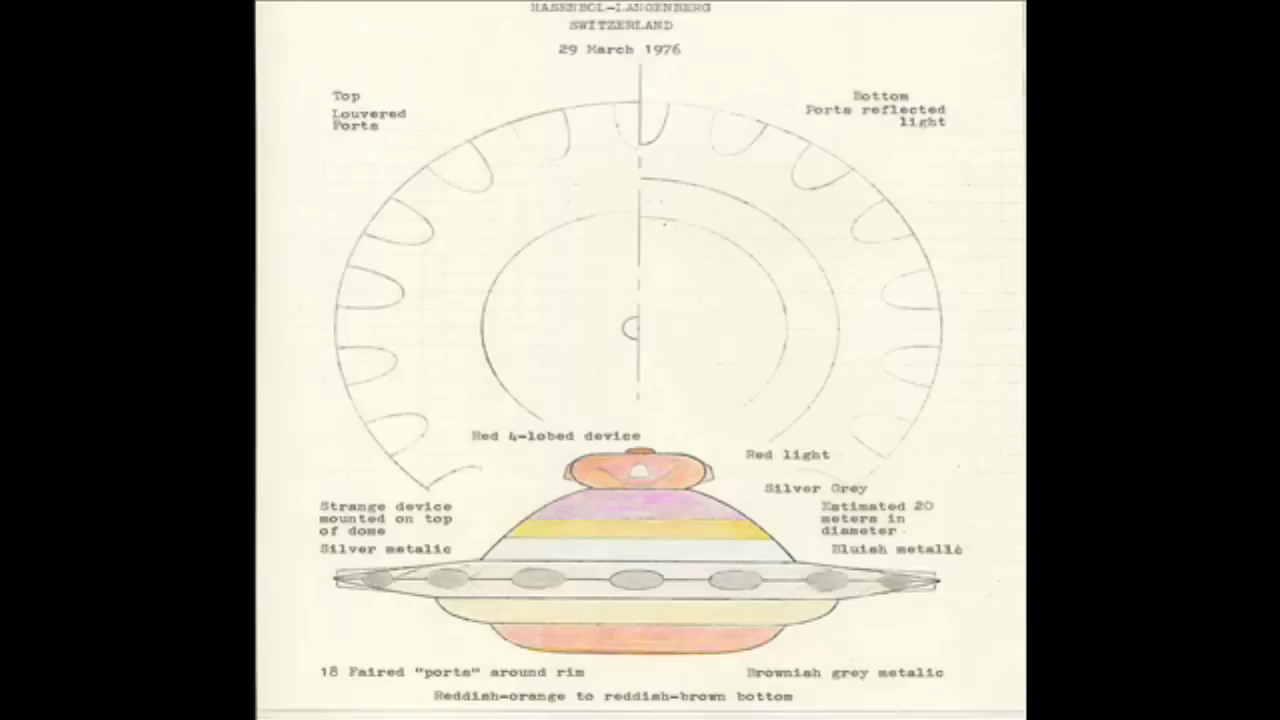 HASENBOL-LANGENBERG
SWITZERLAND
29 March 1976
Top
Louvered
Ports
Bottom
Ports reflected
light
Red 4-lobed device
Red light
Silver Grey
Strange device
mounted on top
of dome
Estimated 20
meters in
diameter
Silver metalic
Bluish metalic
18 Faired "ports" around rim
Brownish grey metalic
Reddish-orange to reddish-brown bottom